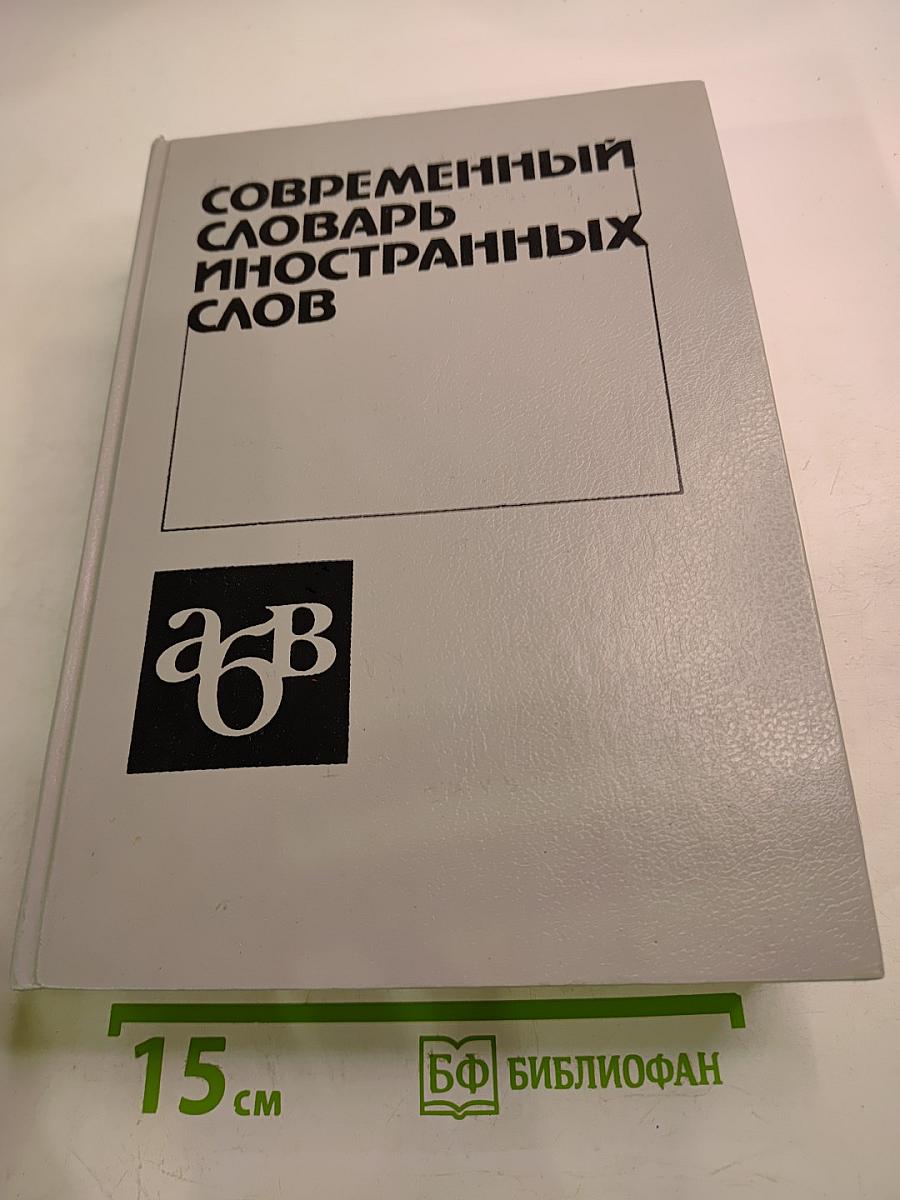 СОВРЕМЕННЫЙ
СЛОВАРЬ
ИНОСТРАННЫХ
СЛОВ
абв
15 см
БФ БИБЛИОФАН